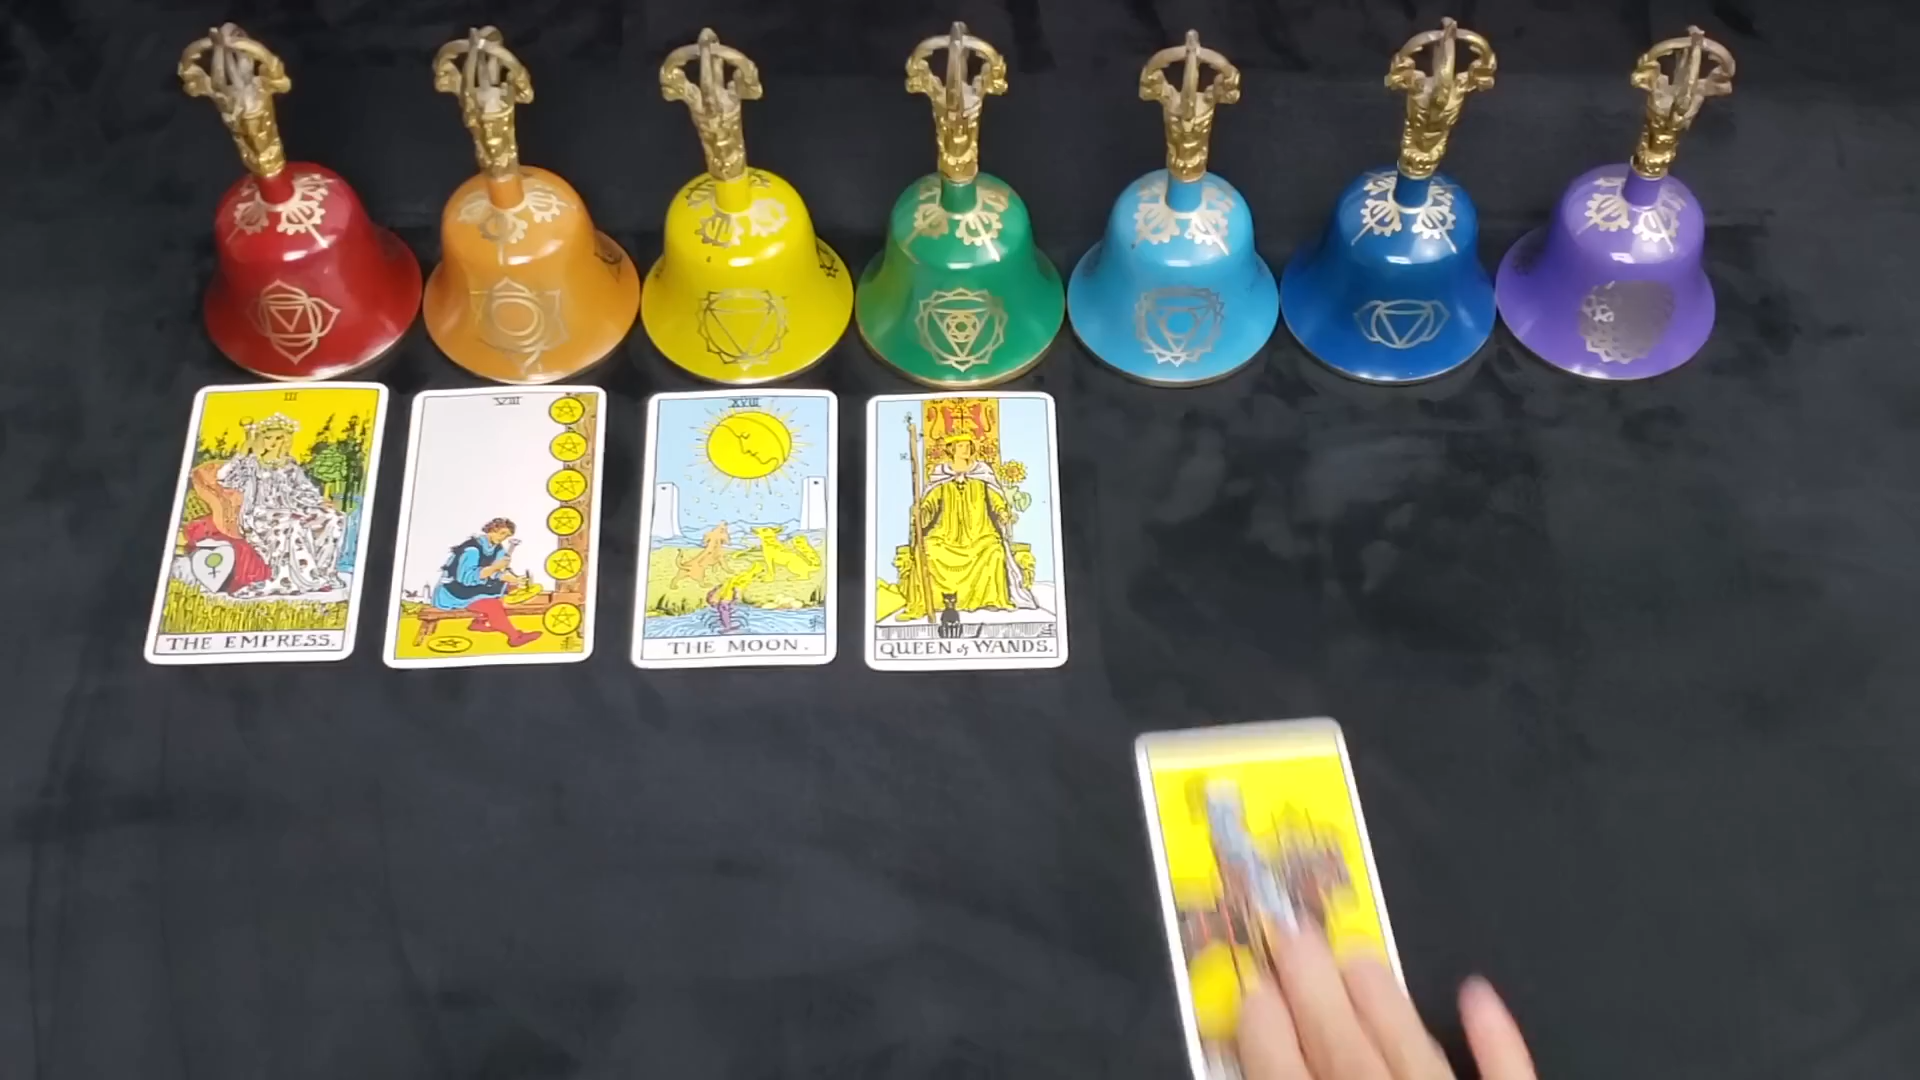 III
THE EMPRESS.
VIII
XVIII
THE MOON.
QUEEN of WANDS.